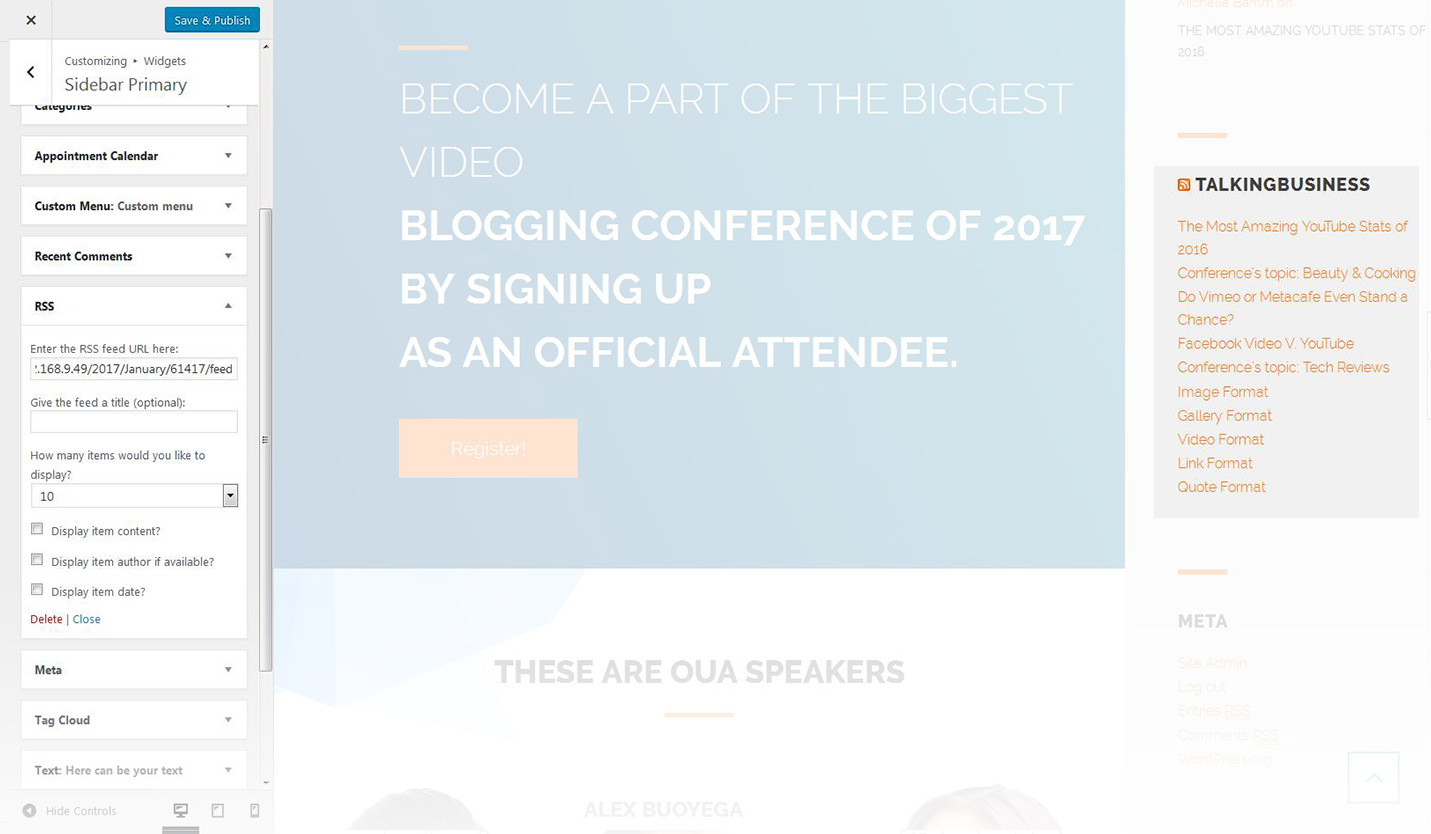 Save & Publish
Customizing ▸ Widgets
Sidebar Primary
Categories
Appointment Calendar
Custom Menu: Custom menu
Recent Comments
RSS
Enter the RSS feed URL here:
.168.9.49/2017/January/61417/feed
Give the feed a title (optional):
How many items would you like to
display?
10
Display item content?
Display item author if available?
Display item date?
Delete | Close
Meta
Tag Cloud
Text: Here can be your text
Hide Controls
BECOME A PART OF THE BIGGEST
VIDEO
BLOGGING CONFERENCE OF 2017
BY SIGNING UP
AS AN OFFICIAL ATTENDEE.
Register!
THESE ARE OUA SPEAKERS
ALEX BUOYEGA
Michelle Bamm on
THE MOST AMAZING YOUTUBE STATS OF
2016
TALKINGBUSINESS
The Most Amazing YouTube Stats of
2016
Conference's topic: Beauty & Cooking
Do Vimeo or Metacafe Even Stand a
Chance?
Facebook Video V. YouTube
Conference's topic: Tech Reviews
Image Format
Gallery Format
Video Format
Link Format
Quote Format
META
Site Admin
Log out
Entries RSS
Comments RSS
WordPress.org